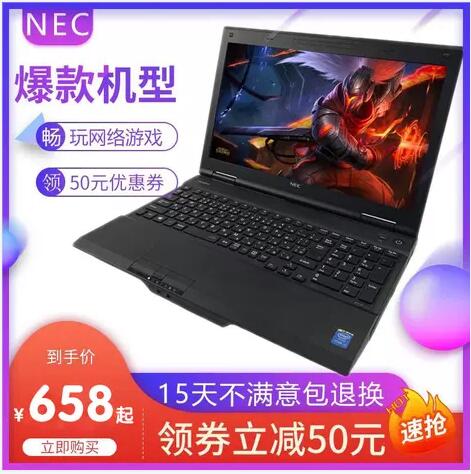 NEC
爆款机型
畅 玩网络游戏
领 50元优惠券
NEC
到手价
¥658起
立即购买
15天不满意包退换
领券立减50元
HOT
速抢